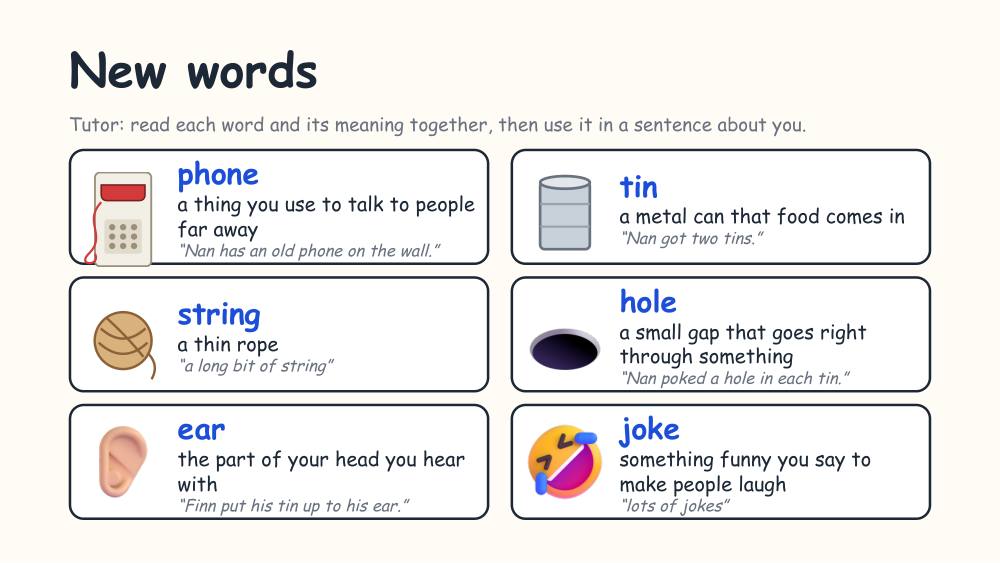 New words
Tutor: read each word and its meaning together, then use it in a sentence about you.
phone
a thing you use to talk to people
far away
"Nan has an old phone on the wall."
tin
a metal can that food comes in
"Nan got two tins."
string
a thin rope
"a long bit of string"
hole
a small gap that goes right
through something
"Nan poked a hole in each tin."
ear
the part of your head you hear
with
"Finn put his tin up to his ear."
joke
something funny you say to
make people laugh
"lots of jokes"